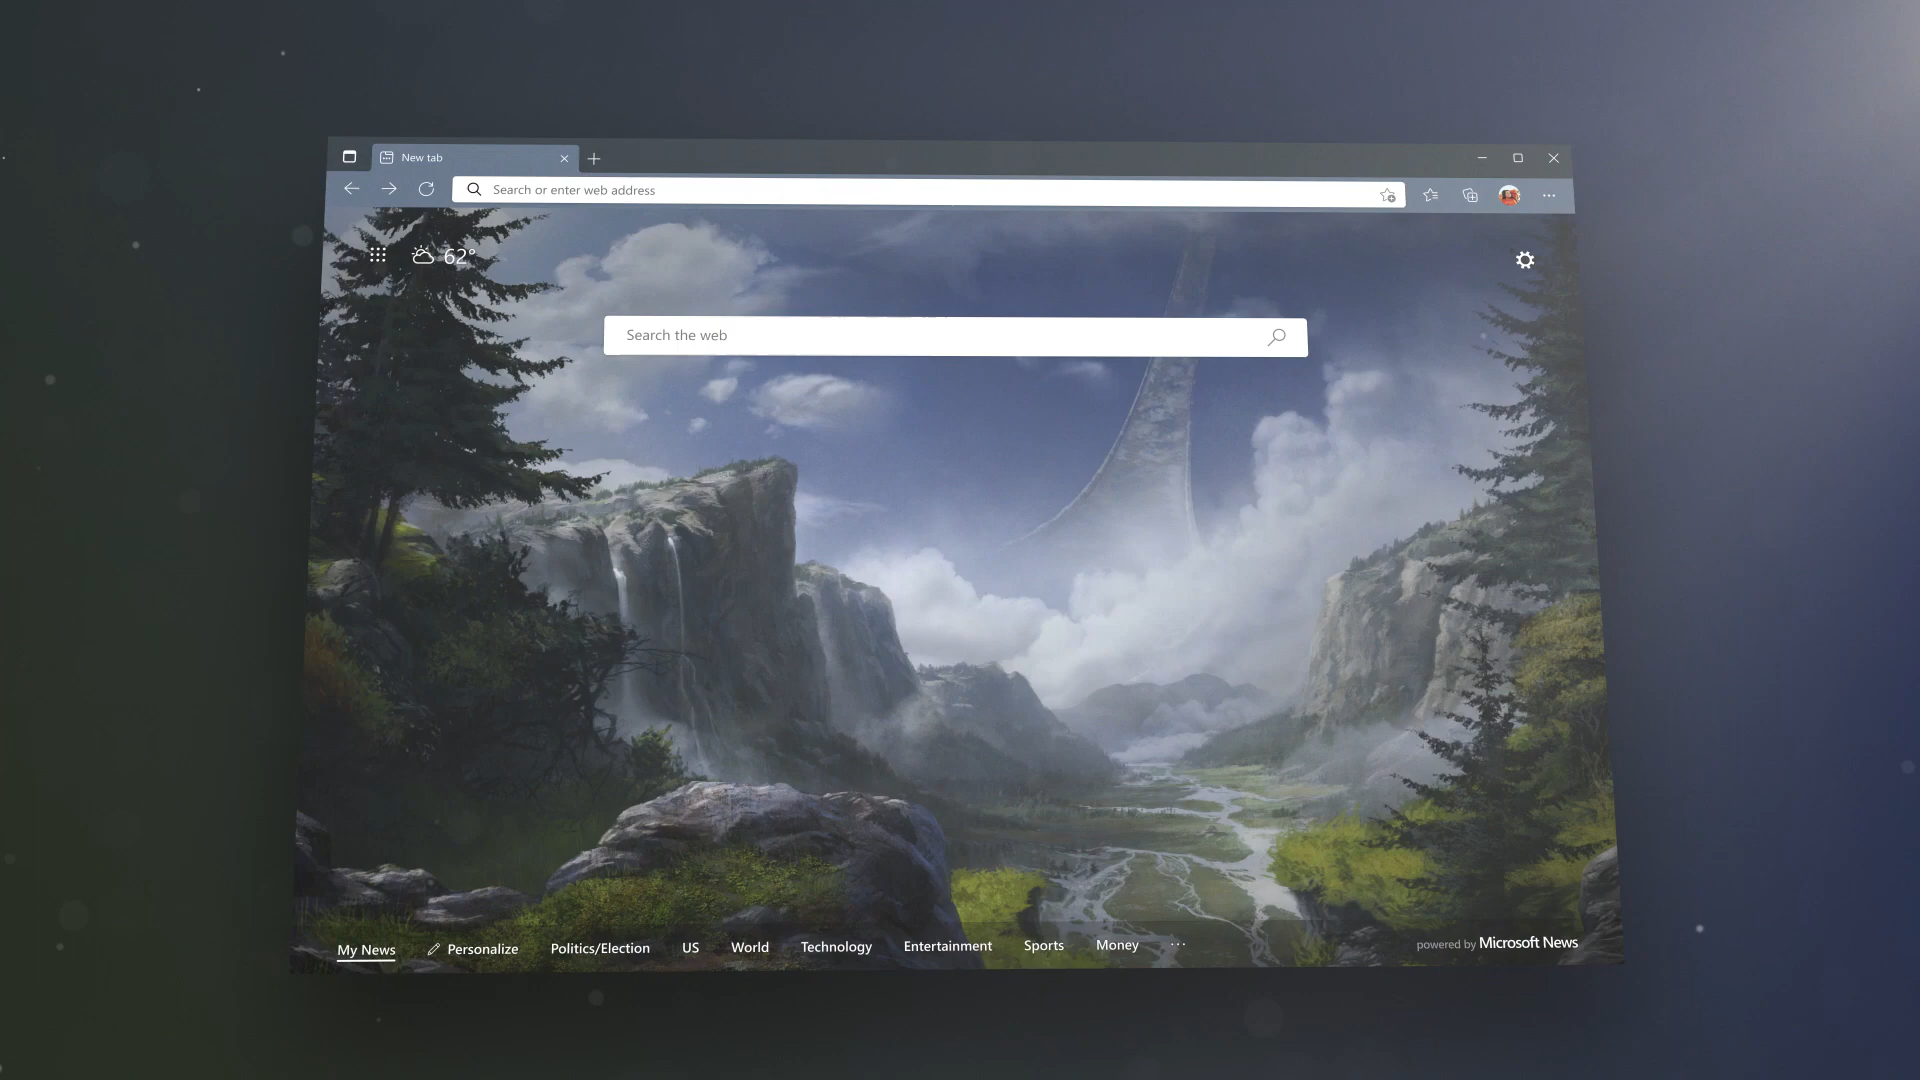 New tab
Search or enter web address
62°
Search the web
My News Personalize Politics/Election US World Technology Entertainment Sports Money ...
powered by Microsoft News